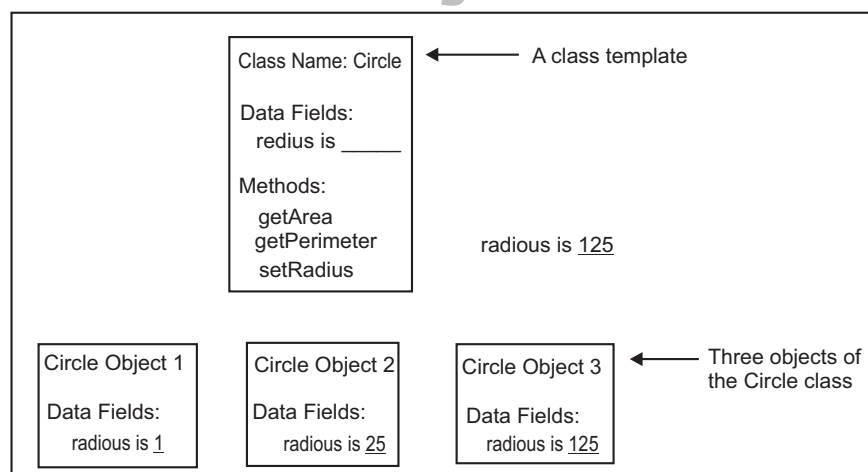 Class Name: Circle
A class template
Data Fields:
redius is _____
Methods:
getArea
getPerimeter
setRadius
radious is 125
Circle Object 1
Data Fields:
radious is 1
Circle Object 2
Data Fields:
radious is 25
Circle Object 3
Data Fields:
radious is 125
Three objects of
the Circle class